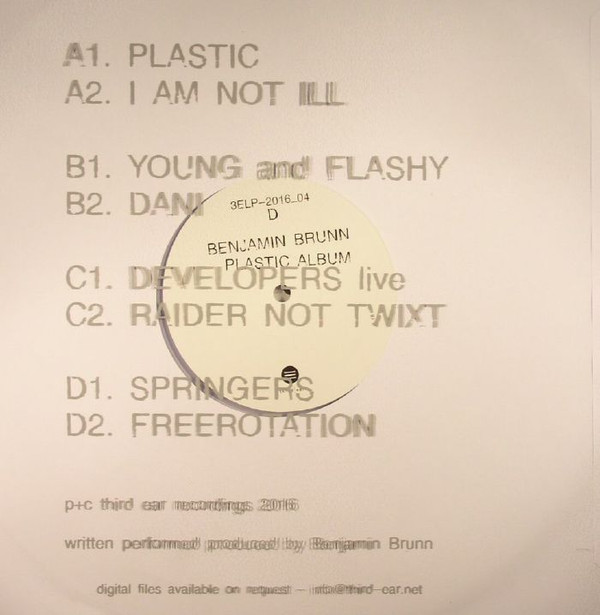 A1. PLASTIC
A2. I AM NOT ILL
B1. YOUNG and FLASHY
B2. DANI
3ELP-2016_04
D
BENJAMIN BRUNN
PLASTIC ALBUM
C1. DEVELOPERS live
C2. RAIDER NOT TWIXT
D1. SPRINGERS
D2. FREEROTATION
p+c third ear recordings 2016
written performed produced by Benjamin Brunn
digital files available on request – info@third-ear.net